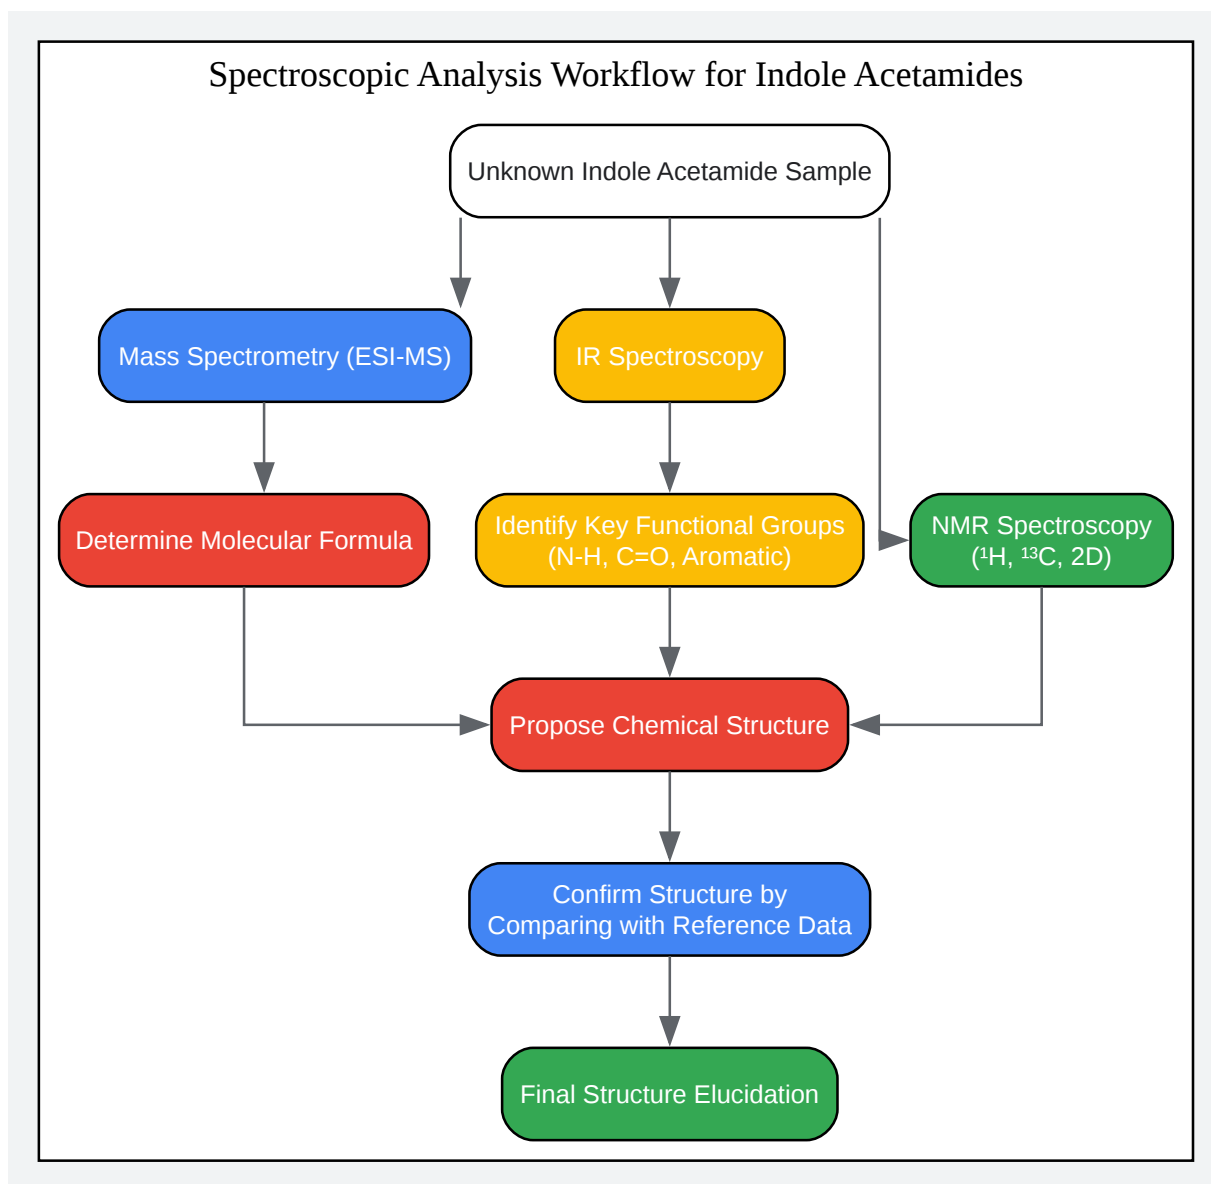 Spectroscopic Analysis Workflow for Indole Acetamides
Unknown Indole Acetamide Sample
Mass Spectrometry (ESI-MS)
IR Spectroscopy
Determine Molecular Formula
Identify Key Functional Groups
(N-H, C=O, Aromatic)
NMR Spectroscopy
(¹H, ¹³C, 2D)
Propose Chemical Structure
Confirm Structure by
Comparing with Reference Data
Final Structure Elucidation